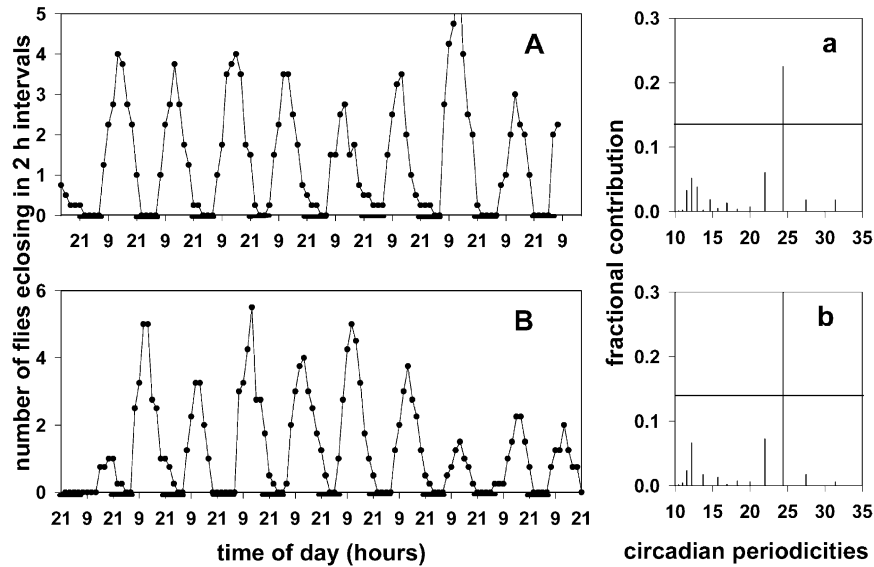 number of flies eclosing in 2 h intervals
5
4
3
2
1
0
A
21 9 21 9 21 9 21 9 21 9 21 9 21 9 21 9 21 9
6
4
2
0
B
21 9 21 9 21 9 21 9 21 9 21 9 21 9 21 9 21 9 21 9 21
time of day (hours)
fractional contribution
0.3
0.2
0.1
0.0
a
10 15 20 25 30 35
0.3
0.2
0.1
0.0
b
10 15 20 25 30 35
circadian periodicities